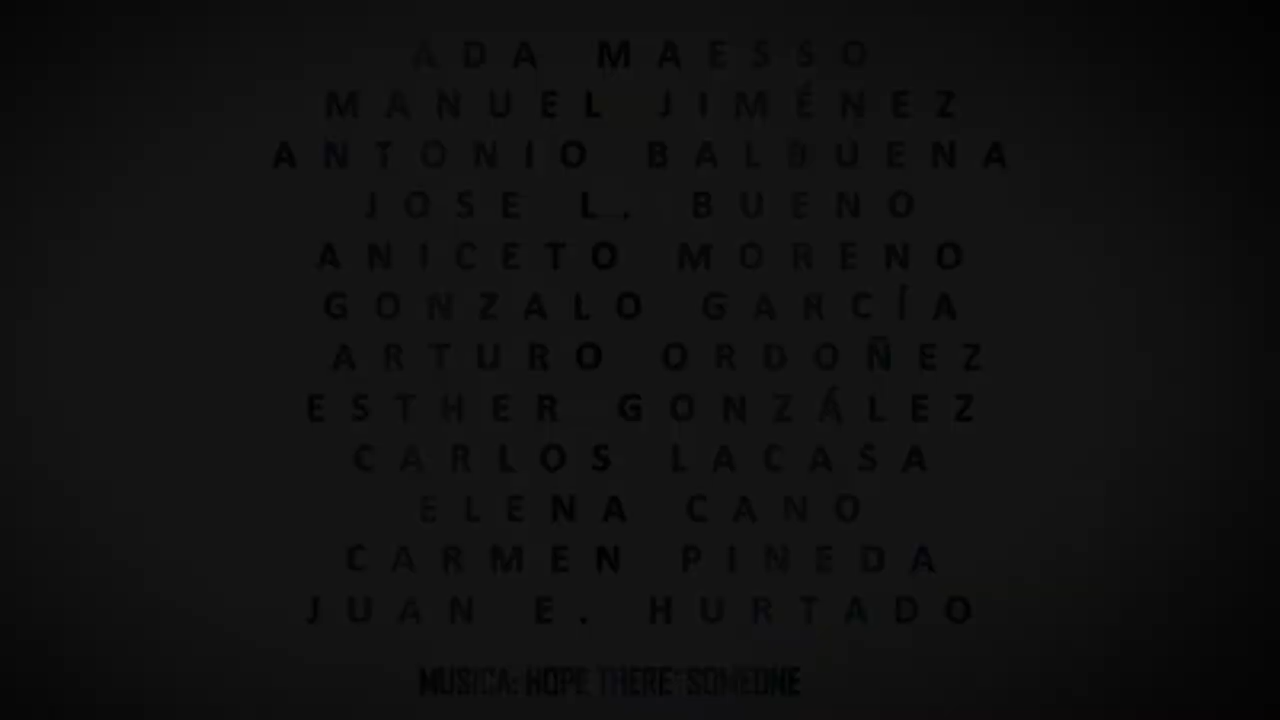 ADA MAESSO
MANUEL JIMÉNEZ
ANTONIO BALBUENA
JOSE L. BUENO
ANICETO MORENO
GONZALO GARCÍA
ARTURO ORDOÑEZ
ESTHER GONZÁLEZ
CARLOS LACASA
ELENA CANO
CARMEN PINEDA
JUAN E. HURTADO
MUSICA: HOPE THERE´SOMEONE